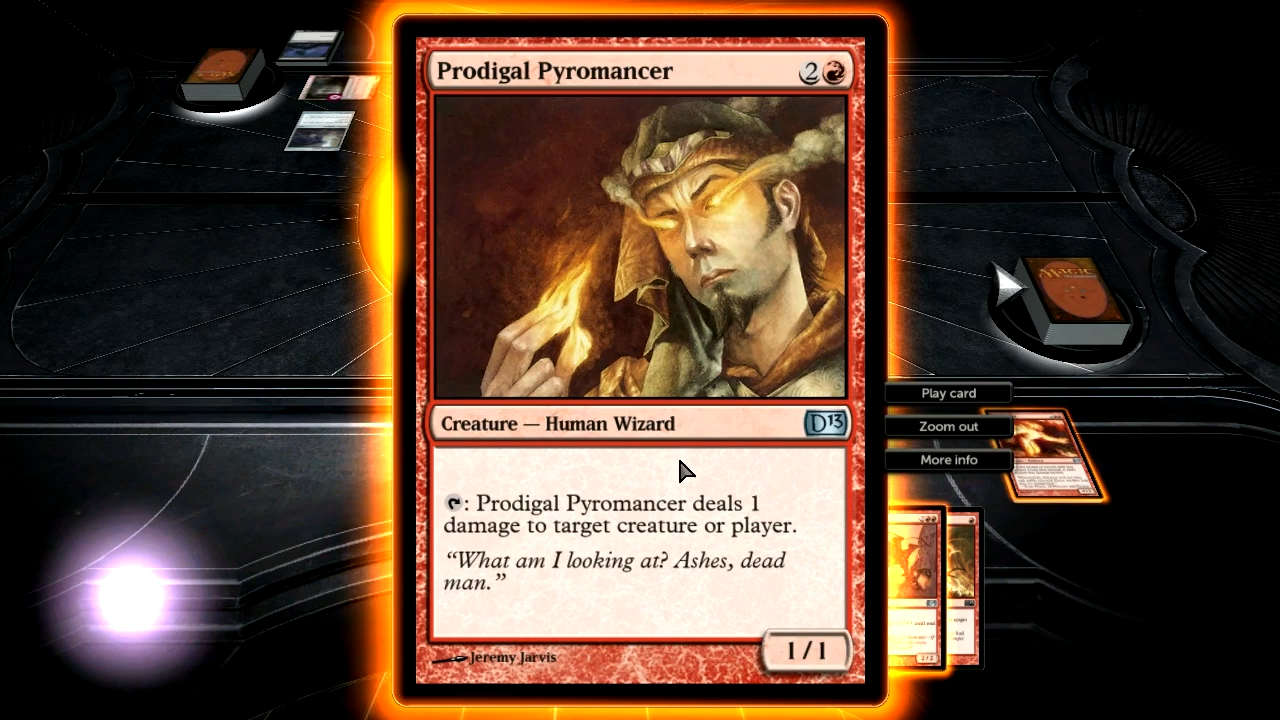 Prodigal Pyromancer 2
MAGIC
Play card
Creature — Human Wizard D13
Zoom out
More info
: Prodigal Pyromancer deals 1
damage to target creature or player.
“What am I looking at? Ashes, dead
man.”
1/1
Jeremy Jarvis